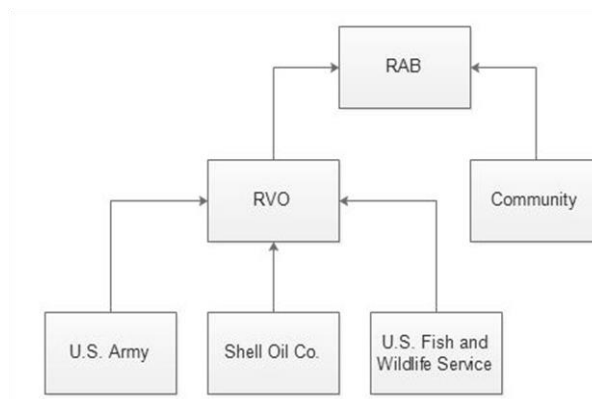 RAB
RVO
Community
U.S. Army
Shell Oil Co.
U.S. Fish and
Wildlife Service